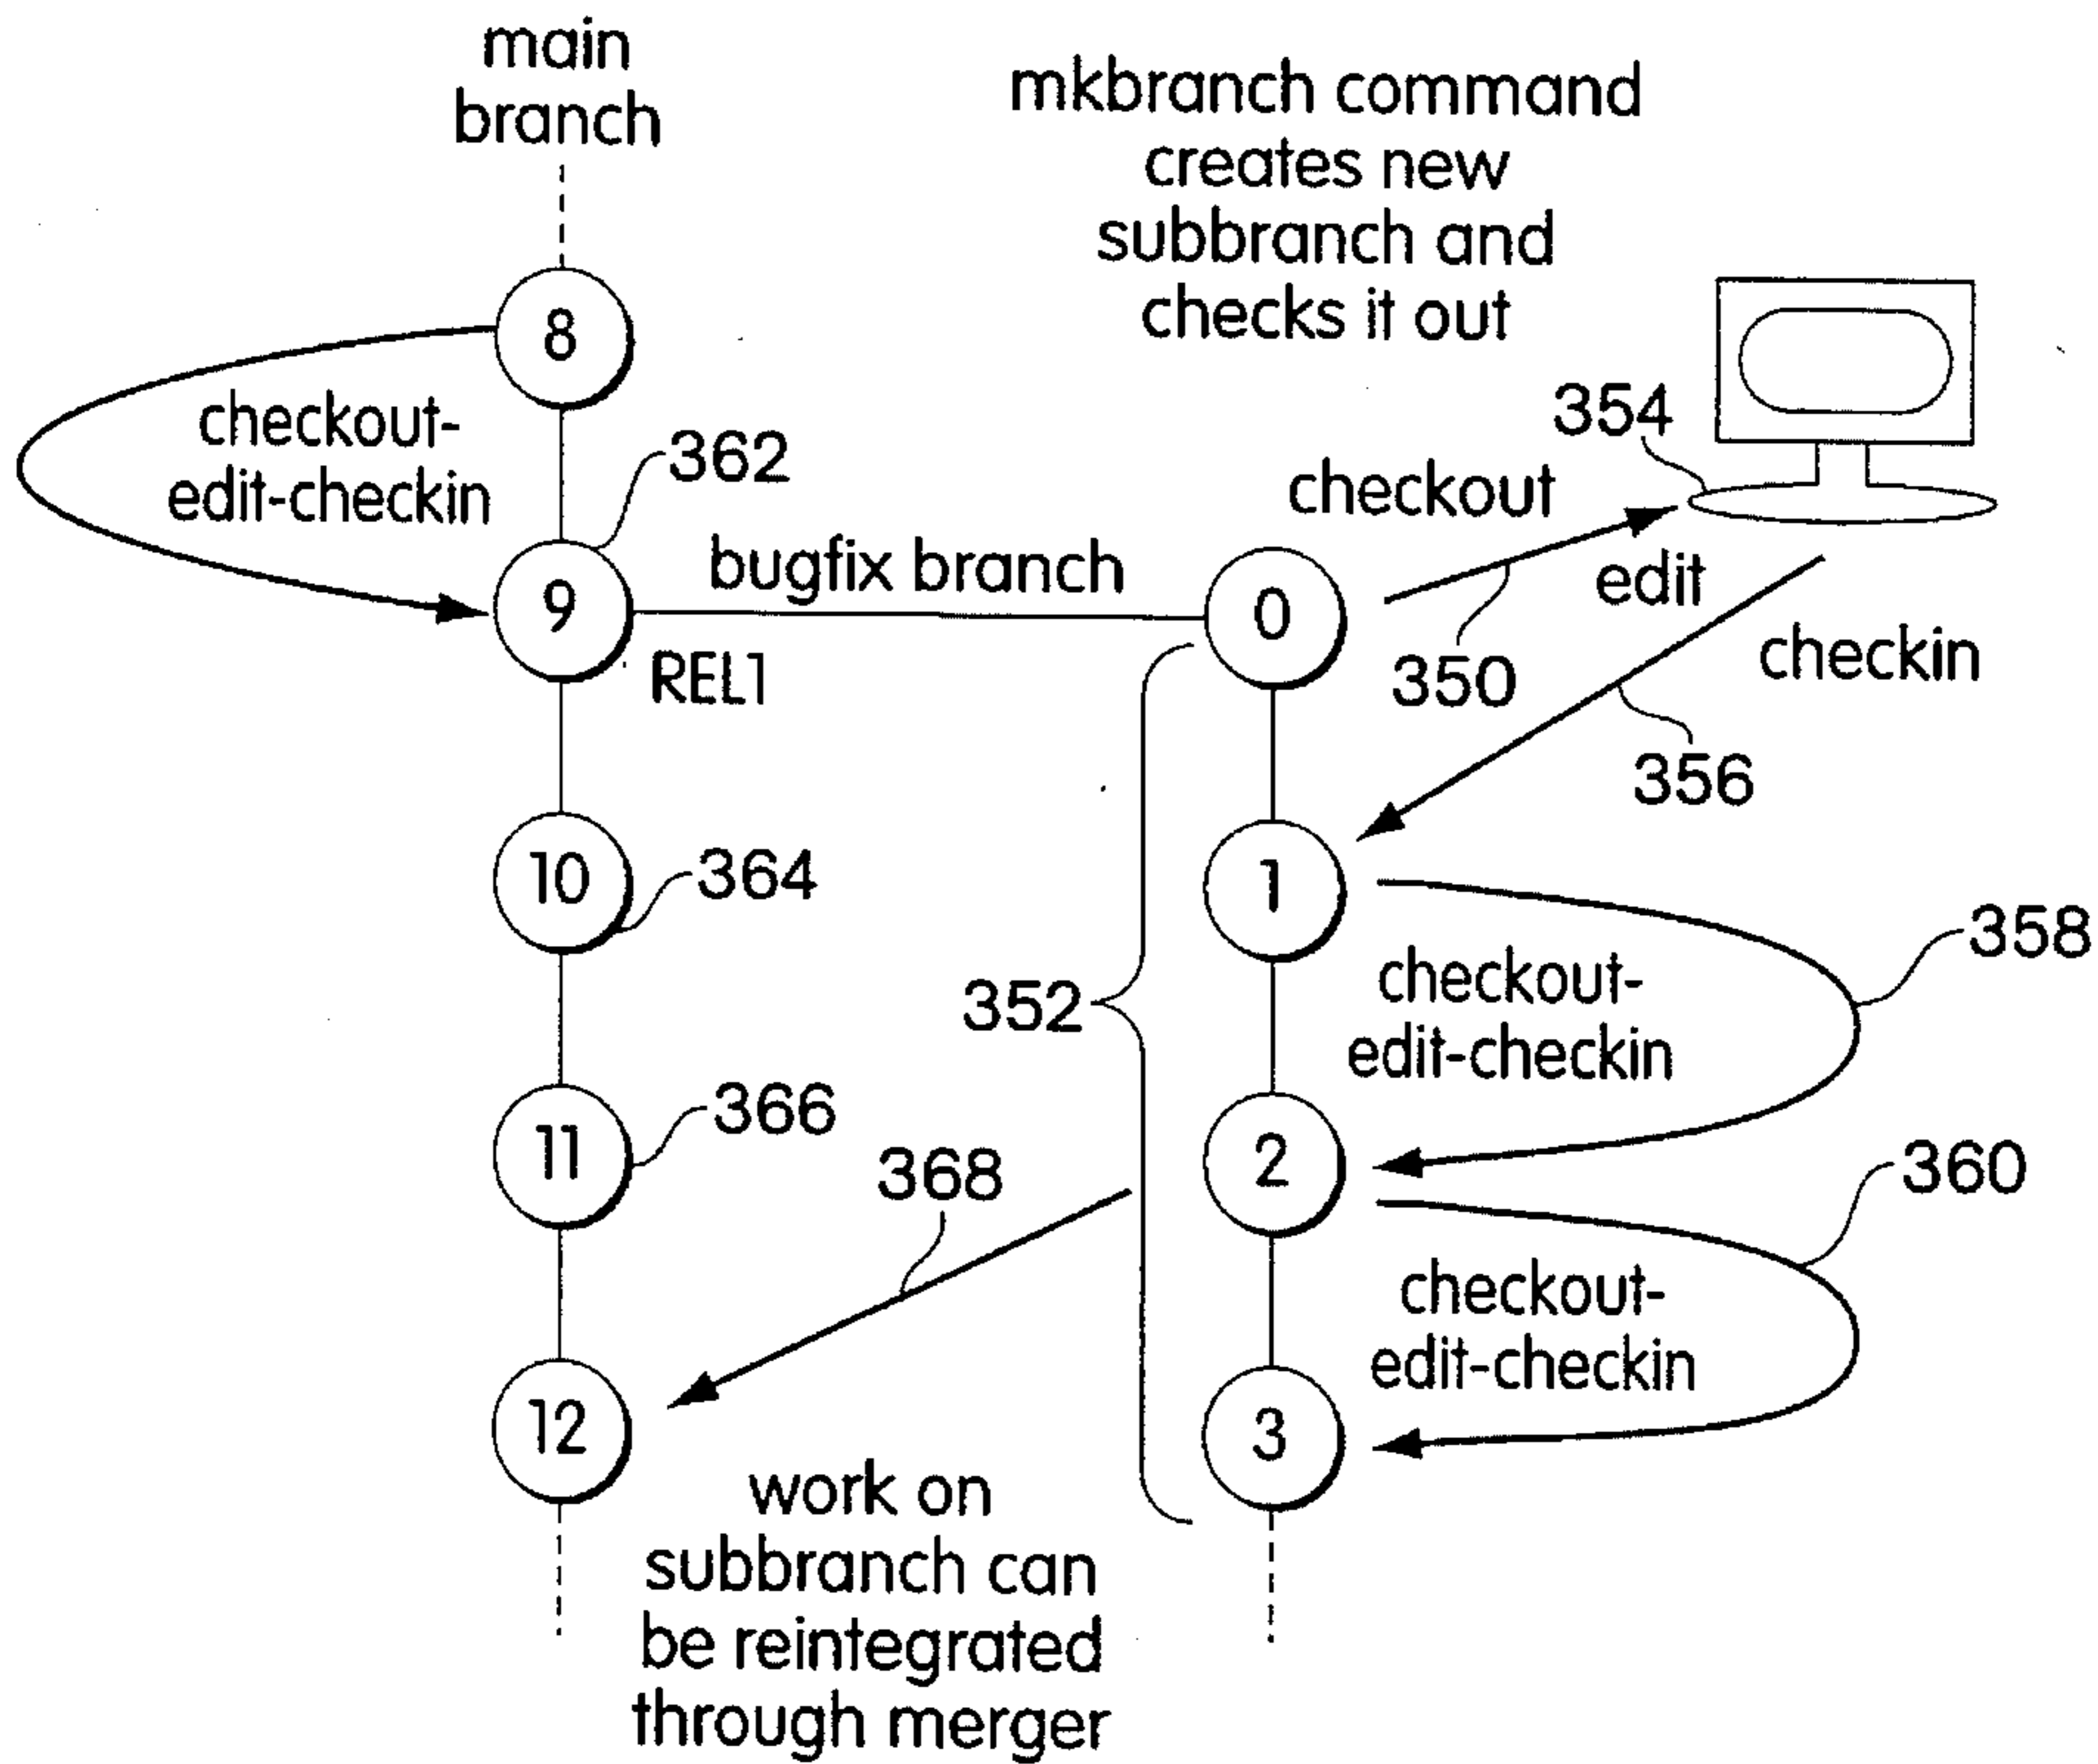 main
branch
mkbranch command
creates new
subbranch and
checks it out
8
checkout-
edit-checkin
362
354
checkout
9
bugfix branch
0
edit
REL1
350
checkin
356
10
364
1
358
352
checkout-
edit-checkin
11
366
368
2
360
checkout-
edit-checkin
12
3
work on
subbranch can
be reintegrated
through merger